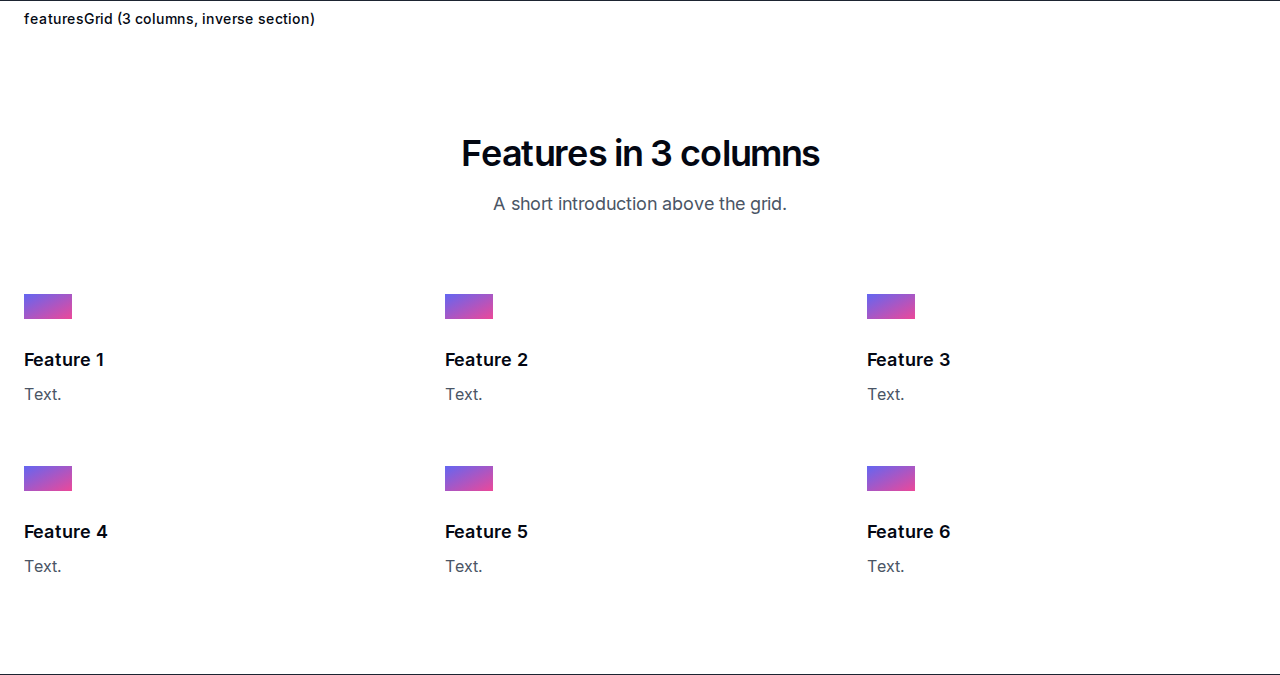 featuresGrid (3 columns, inverse section)
Features in 3 columns
A short introduction above the grid.
Feature 1
Text.
Feature 2
Text.
Feature 3
Text.
Feature 4
Text.
Feature 5
Text.
Feature 6
Text.